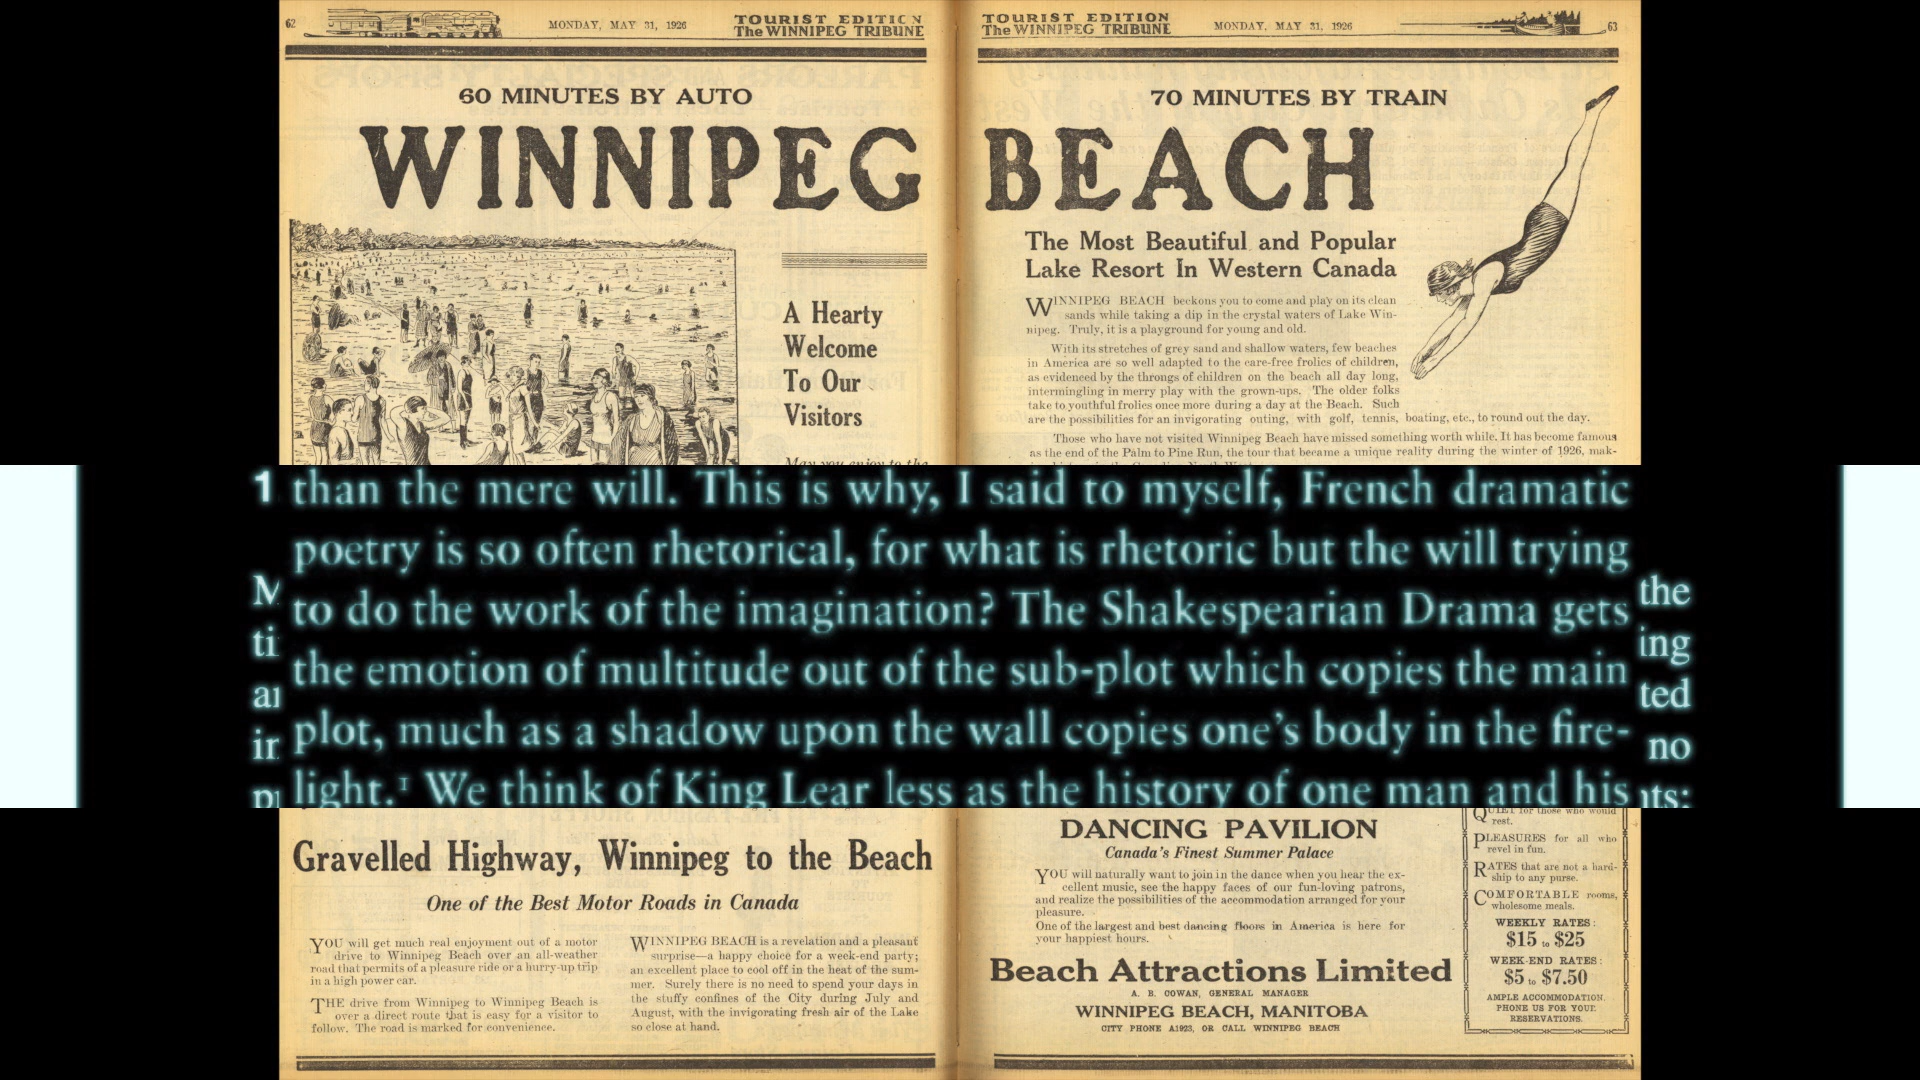 62
MONDAY, MAY 31, 1926
TOURIST EDITION
The WINNIPEG TRIBUNE
60 MINUTES BY AUTO
WINNIPEG
A Hearty
Welcome
To Our
Visitors
May you enjoy to the
TOURIST EDITION
The WINNIPEG TRIBUNE
MONDAY, MAY 31, 1926
63
70 MINUTES BY TRAIN
BEACH
The Most Beautiful and Popular
Lake Resort In Western Canada
WINNIPEG BEACH beckons you to come and play on its clean
sands while taking a dip in the crystal waters of Lake Win-
nipeg. Truly, it is a playground for young and old.
With its stretches of grey sand and shallow waters, few beaches
in America are so well adapted to the care-free frolics of children,
as evidenced by the throngs of children on the beach all day long,
intermingling in merry play with the grown-ups. The older folks
take to youthful frolics once more during a day at the Beach. Such
are the possibilities for an invigorating outing, with golf, tennis, boating, etc., to round out the day.
Those who have not visited Winnipeg Beach have missed something worth while. It has become famous
as the end of the Palm to Pine Run, the tour that became a unique reality during the winter of 1926, mak-
1
than the mere will. This is why, I said to myself, French dramatic
poetry is so often rhetorical, for what is rhetoric but the will trying
to do the work of the imagination? The Shakespearian Drama gets
the emotion of multitude out of the sub-plot which copies the main
plot, much as a shadow upon the wall copies one's body in the fire-
light.¹ We think of King Lear less as the history of one man and his
M
ti
the
ing
ted
no
Gravelled Highway, Winnipeg to the Beach
One of the Best Motor Roads in Canada
YOU will get much real enjoyment out of a motor
drive to Winnipeg Beach over an all-weather
road that permits of a pleasure ride or a hurry-up trip
in a high power car.
THE drive from Winnipeg to Winnipeg Beach is
over a direct route that is easy for a visitor to
follow. The road is marked for convenience.
WINNIPEG BEACH is a revelation and a pleasant
surprise—a happy choice for a week-end party;
an excellent place to cool off in the heat of the sum-
mer. Surely there is no need to spend your days in
the stuffy confines of the City during July and
August, with the invigorating fresh air of the Lake
so close at hand.
DANCING PAVILION
Canada's Finest Summer Palace
YOU will naturally want to join in the dance when you hear the ex-
cellent music, see the happy faces of our fun-loving patrons,
and realize the possibilities of the accommodation arranged for your
pleasure.
One of the largest and best dancing floors in America is here for
your happiest hours.
Beach Attractions Limited
A. B. COWAN, GENERAL MANAGER
WINNIPEG BEACH, MANITOBA
CITY PHONE A1923, OR CALL WINNIPEG BEACH
QUIET for those who would
rest.
PLEASURES for all who
revel in fun.
RATES that are not a hard-
ship to any purse.
COMFORTABLE rooms,
wholesome meals.
WEEKLY RATES:
$15 to $25
WEEK-END RATES:
$5 to $7.50
AMPLE ACCOMMODATION.
PHONE US FOR YOUR
RESERVATIONS.